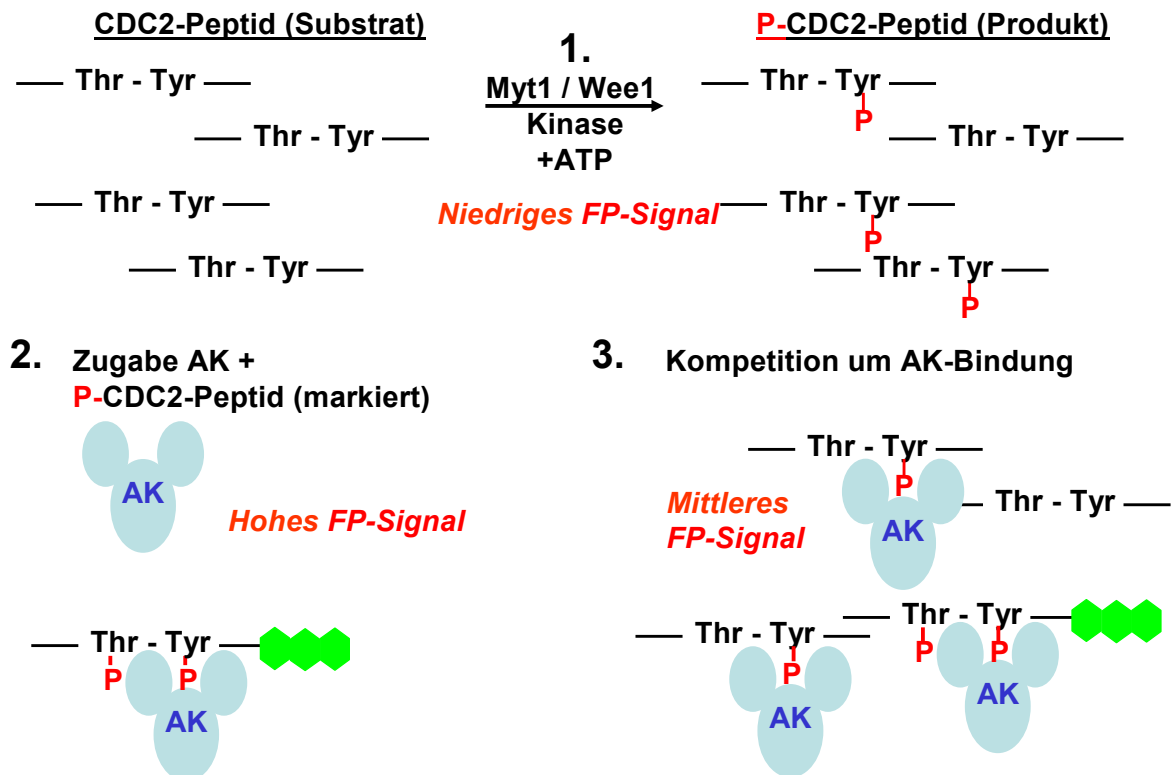 CDC2-Peptid (Substrat)
1.
P-CDC2-Peptid (Produkt)
Myt1 / Wee1
Kinase
+ATP
Thr - Tyr
Thr - Tyr
Thr - Tyr
Thr - Tyr
Niedriges FP-Signal
Thr - Tyr
P
Thr - Tyr
Thr - Tyr
P
Thr - Tyr
P
2. Zugabe AK +
P-CDC2-Peptid (markiert)
AK
Hohes FP-Signal
Thr - Tyr
P P
AK
3. Kompetition um AK-Bindung
Thr - Tyr
P
AK
Thr - Tyr
Mittleres
FP-Signal
Thr - Tyr
P
AK
Thr - Tyr
P P
AK